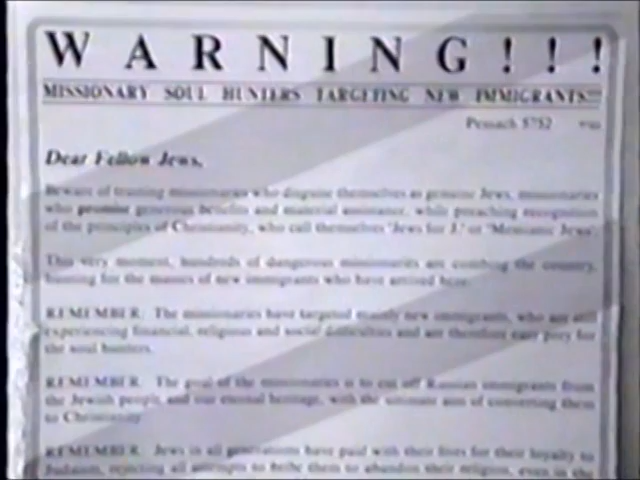 WARNING!!!
MISSIONARY SOUL HUNTERS TARGETING NEW IMMIGRANTS!!!
Pessach 5752
Dear Fellow Jews,
Beware of trusting missionaries who disguise themselves as genuine Jews, missionaries
who promise generous benefits and material assistance, while preaching recognition
of the principles of Christianity, who call themselves 'Jews for J.' or 'Messianic Jews'.
This very moment, hundreds of dangerous missionaries are combing the country,
hunting for the masses of new immigrants who have arrived here.
REMEMBER: The missionaries have targeted mainly new immigrants, who are still
experiencing financial, religious and social difficulties and are therefore easy prey for
the soul hunters.
REMEMBER: The goal of the missionaries is to cut off Russian immigrants from
the Jewish people and our eternal heritage, with the ultimate aim of converting them
to Christianity.
REMEMBER: Jews in all generations have paid with their lives for their loyalty to
Judaism, rejecting all attempts to bribe them to abandon their religion, even in the